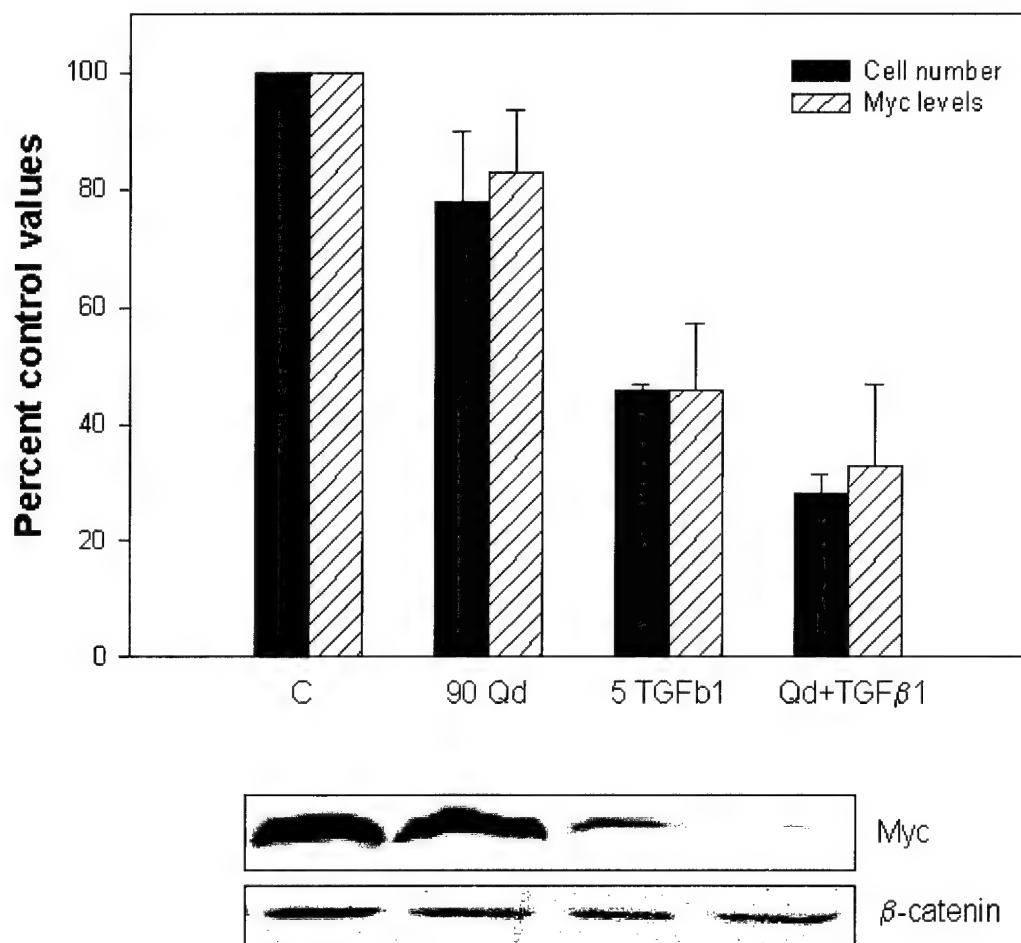 Percent control values
100
80
60
40
20
0
Cell number
Myc levels
C 90 Qd 5 TGFb1 Qd+TGFβ1
Myc
β-catenin